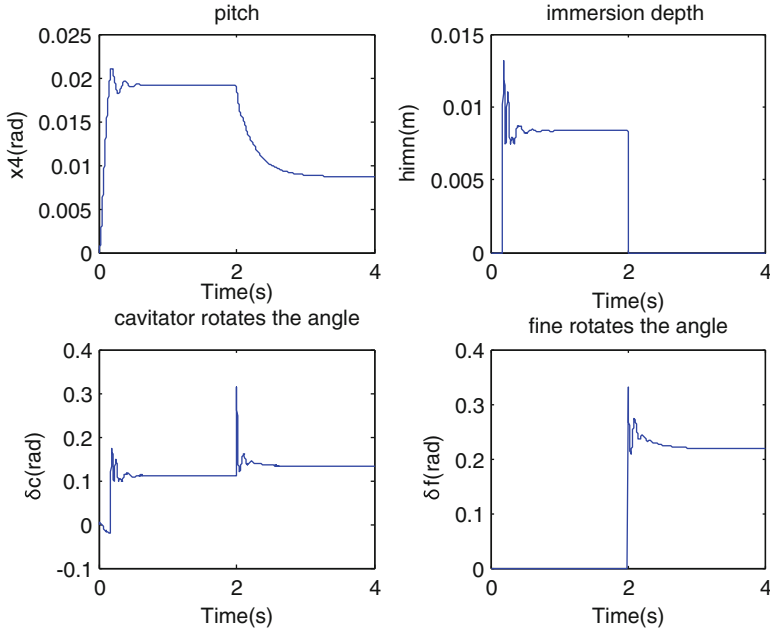 pitch
0.025
0.02
0.015
0.01
0.005
0
x4(rad)
0 2 4
Time(s)
immersion depth
0.015
0.01
0.005
0
himn(m)
0 2 4
Time(s)
cavitator rotates the angle
0.4
0.3
0.2
0.1
0
-0.1
δc(rad)
0 2 4
Time(s)
fine rotates the angle
0.4
0.3
0.2
0.1
0
δf(rad)
0 2 4
Time(s)